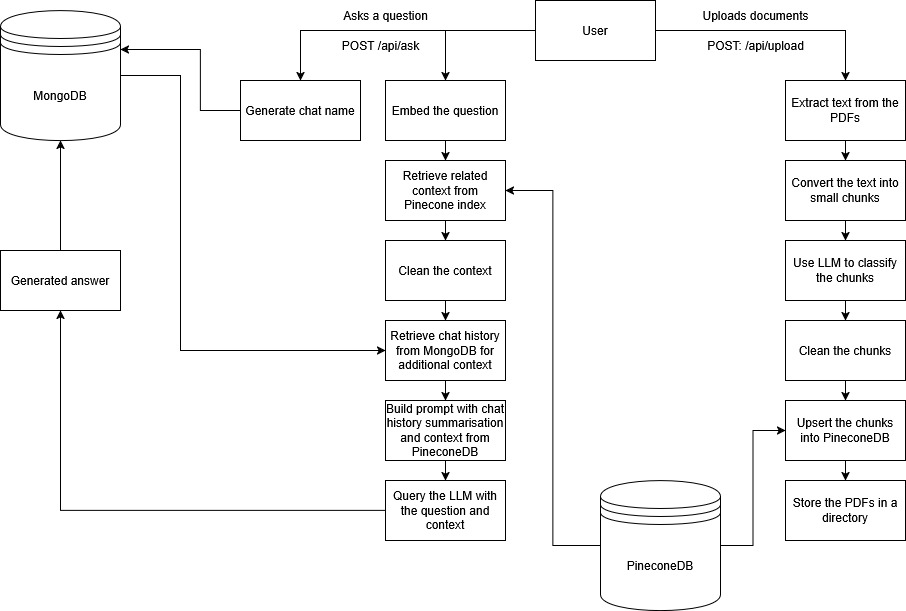 Asks a question
User
Uploads documents
POST /api/ask
POST: /api/upload
MongoDB
Generate chat name
Embed the question
Extract text from the
PDFs
Retrieve related
context from
Pinecone index
Convert the text into
small chunks
Generated answer
Clean the context
Use LLM to classify
the chunks
Retrieve chat history
from MongoDB for
additional context
Clean the chunks
Build prompt with chat
history summarisation
and context from
PineconeDB
Upsert the chunks
into PineconeDB
Query the LLM with
the question and
context
Store the PDFs in a
directory
PineconeDB